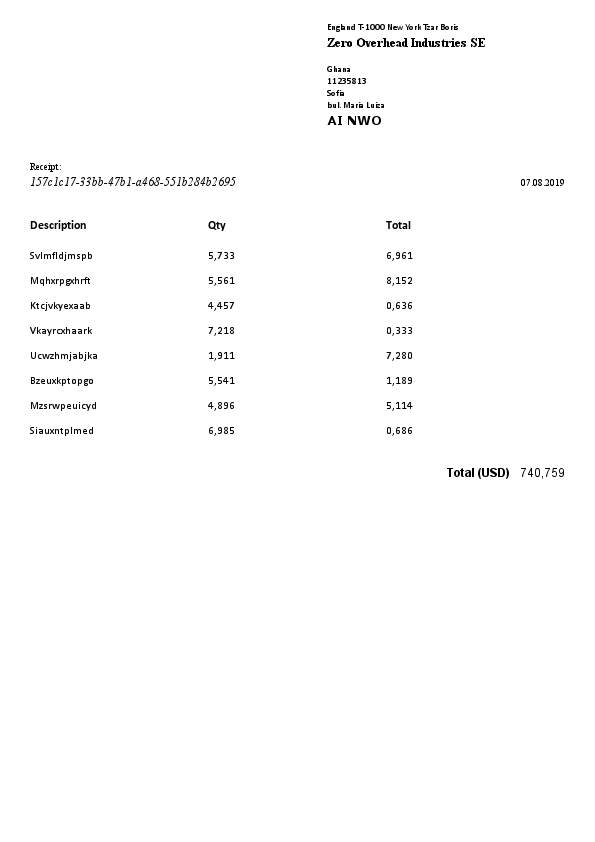 England T-1000 New York Tzar Boris
Zero Overhead Industries SE
Ghana
11235813
Sofia
bul. Maria Luiza
AI NWO
Receipt:
157c1c17-33bb-47b1-a468-551b284b2695 07.08.2019
Description Qty Total
Svlmfldjmspb 5,733 6,961
Mqhxrpgxhrft 5,561 8,152
Ktcjvkyexaab 4,457 0,636
Vkayrcxhaark 7,218 0,333
Ucwzhmjabjka 1,911 7,280
Bzeuxkptopgo 5,541 1,189
Mzsrwpeuicyd 4,896 5,114
Siauxntplmed 6,985 0,686
Total (USD) 740,759